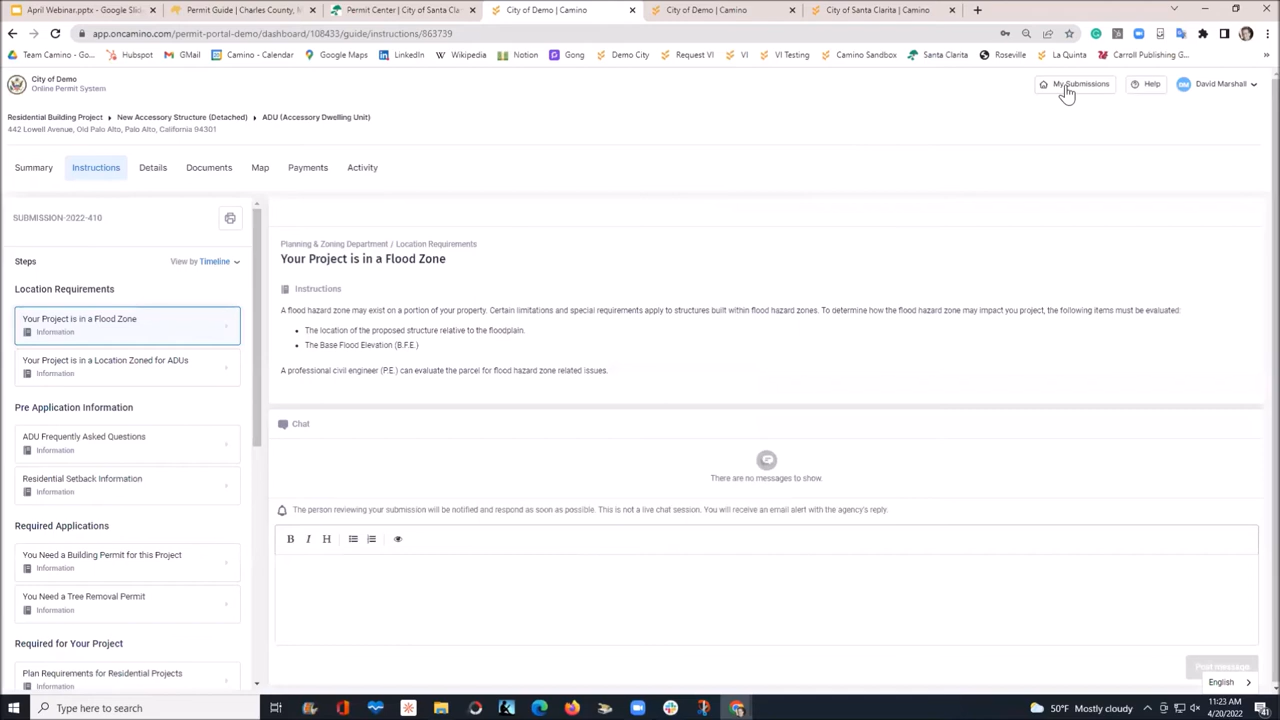 April Webinar.pptx - Google Slid
Permit Guide | Charles County, M
Permit Center | City of Santa Cla
City of Demo | Camino
City of Demo | Camino
City of Santa Clarita | Camino
app.oncamino.com/permit-portal-demo/dashboard/108433/guide/instructions/863739
Team Camino - Cale...
Hubspot
GMail
Camino - Calendar
Google Maps
LinkedIn
Wikipedia
Notion
Gong
Demo City
Request VI
VI
VI Testing
Camino Sandbox
Santa Clarita
Roseville
La Quinta
Carroll Publishing G...
City of Demo
Online Permit System
My Submissions
Help
DM
David Marshall
Residential Building Project
New Accessory Structure (Detached)
ADU (Accessory Dwelling Unit)
442 Lowell Avenue, Old Palo Alto, Palo Alto, California 94301
Summary
Instructions
Details
Documents
Map
Payments
Activity
SUBMISSION-2022-410
Steps
View by Timeline
Location Requirements
Your Project is in a Flood Zone
Information
Your Project is in a Location Zoned for ADUs
Information
Pre Application Information
ADU Frequently Asked Questions
Information
Residential Setback Information
Information
Required Applications
You Need a Building Permit for this Project
Information
You Need a Tree Removal Permit
Information
Required for Your Project
Plan Requirements for Residential Projects
Information
Planning & Zoning Department / Location Requirements
Your Project is in a Flood Zone
Instructions
A flood hazard zone may exist on a portion of your property. Certain limitations and special requirements apply to structures built within flood hazard zones. To determine how the flood hazard zone may impact you project, the following items must be evaluated:
• The location of the proposed structure relative to the floodplain.
• The Base Flood Elevation (B.F.E.)
A professional civil engineer (P.E.) can evaluate the parcel for flood hazard zone related issues.
Chat
There are no messages to show.
The person reviewing your submission will be notified and respond as soon as possible. This is not a live chat session. You will receive an email alert with the agency's reply.
B I H
Post message
English
Type here to search
50°F Mostly cloudy
11:23 AM
4/20/2022